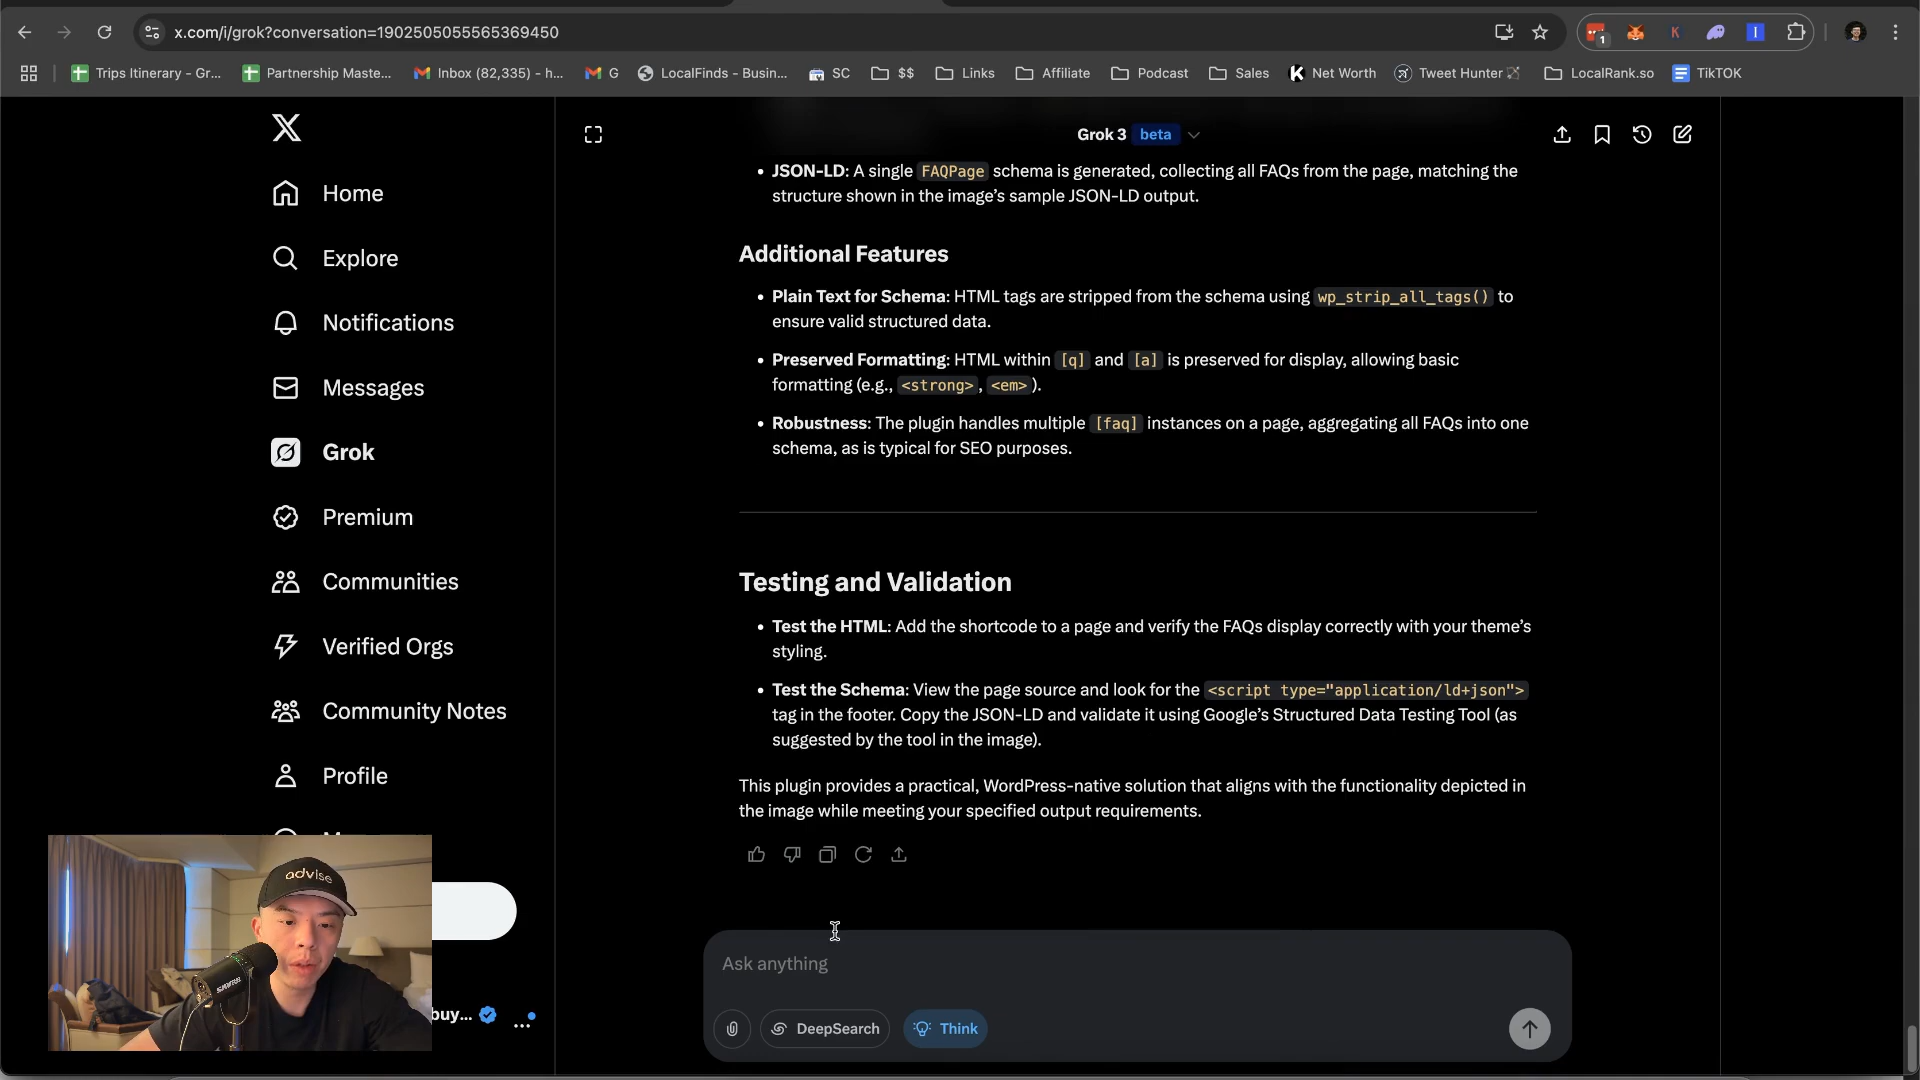 x.com/i/grok?conversation=1902505055565369450
1
K
I
Trips Itinerary - Gr...
Partnership Maste...
Inbox (82,335) - h...
G
LocalFinds - Busin...
SC
$$
Links
Affiliate
Podcast
Sales
Net Worth
Tweet Hunter
LocalRank.so
TikTOK
Grok 3 beta
Home
Explore
Notifications
Messages
Grok
Premium
Communities
Verified Orgs
Community Notes
Profile
• JSON-LD: A single FAQPage schema is generated, collecting all FAQs from the page, matching the
structure shown in the image’s sample JSON-LD output.
Additional Features
• Plain Text for Schema: HTML tags are stripped from the schema using wp_strip_all_tags() to
ensure valid structured data.
• Preserved Formatting: HTML within [q] and [a] is preserved for display, allowing basic
formatting (e.g., <strong>, <em>).
• Robustness: The plugin handles multiple [faq] instances on a page, aggregating all FAQs into one
schema, as is typical for SEO purposes.
Testing and Validation
• Test the HTML: Add the shortcode to a page and verify the FAQs display correctly with your theme’s
styling.
• Test the Schema: View the page source and look for the <script type="application/ld+json">
tag in the footer. Copy the JSON-LD and validate it using Google’s Structured Data Testing Tool (as
suggested by the tool in the image).
This plugin provides a practical, WordPress-native solution that aligns with the functionality depicted in
the image while meeting your specified output requirements.
advise
buy...
Ask anything
DeepSearch
Think